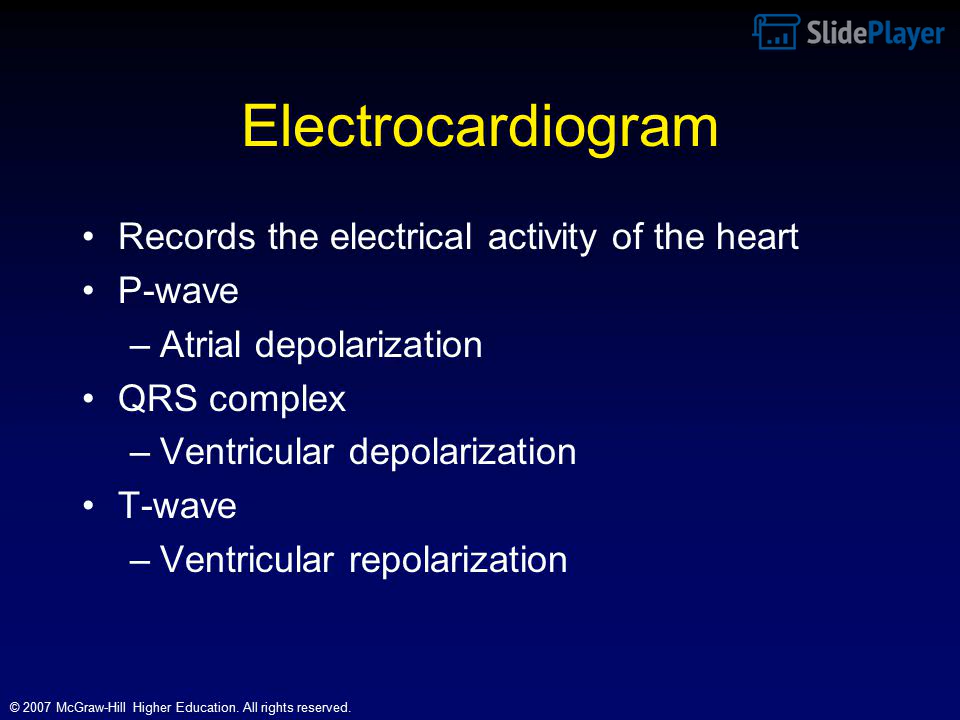 SlidePlayer
Electrocardiogram
• Records the electrical activity of the heart
• P-wave
– Atrial depolarization
• QRS complex
– Ventricular depolarization
• T-wave
– Ventricular repolarization
© 2007 McGraw-Hill Higher Education. All rights reserved.